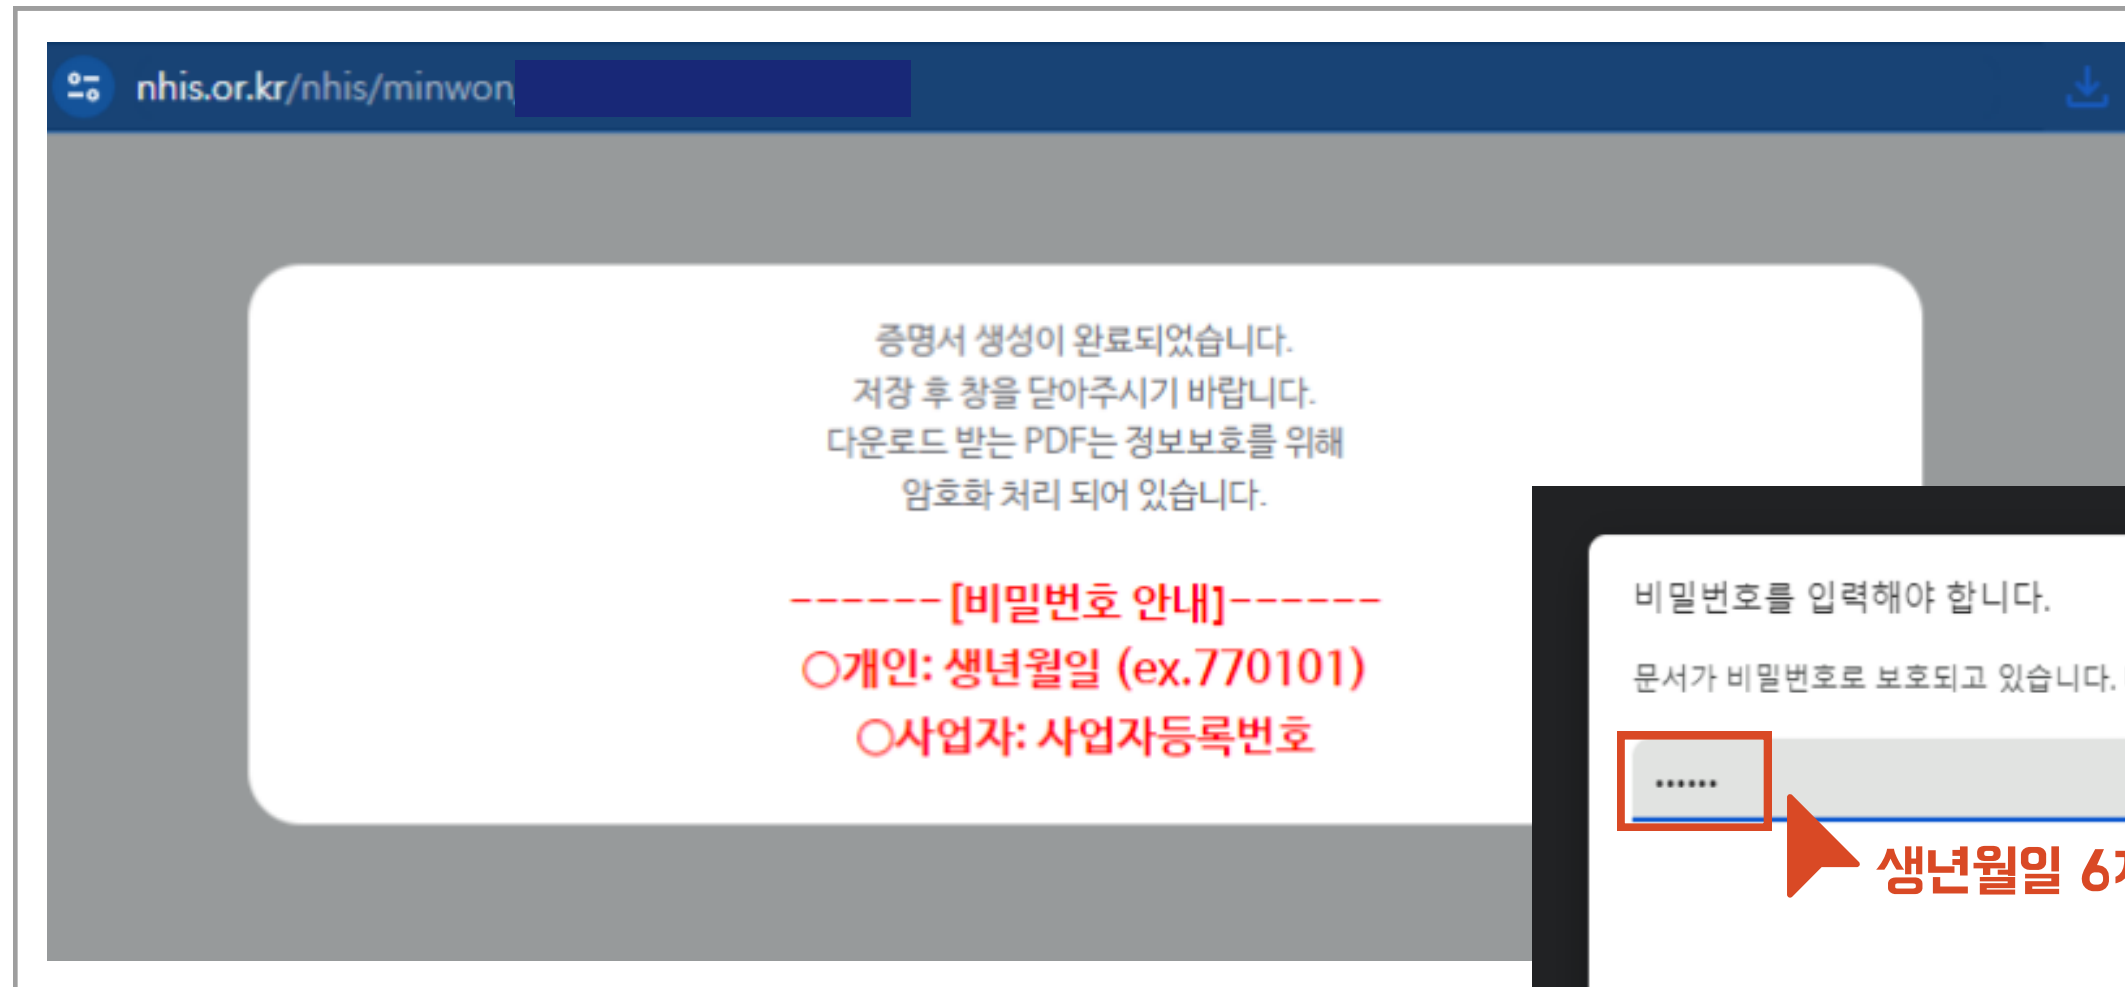 nhis.or.kr/nhis/minwon
증명서 생성이 완료되었습니다.
저장 후 창을 닫아주시기 바랍니다.
다운로드 받는 PDF는 정보보호를 위해
암호화 처리 되어 있습니다.
------[비밀번호 안내]------
○개인: 생년월일 (ex.770101)
○사업자: 사업자등록번호
비밀번호를 입력해야 합니다.
문서가 비밀번호로 보호되고 있습니다.
••••••
생년월일 6